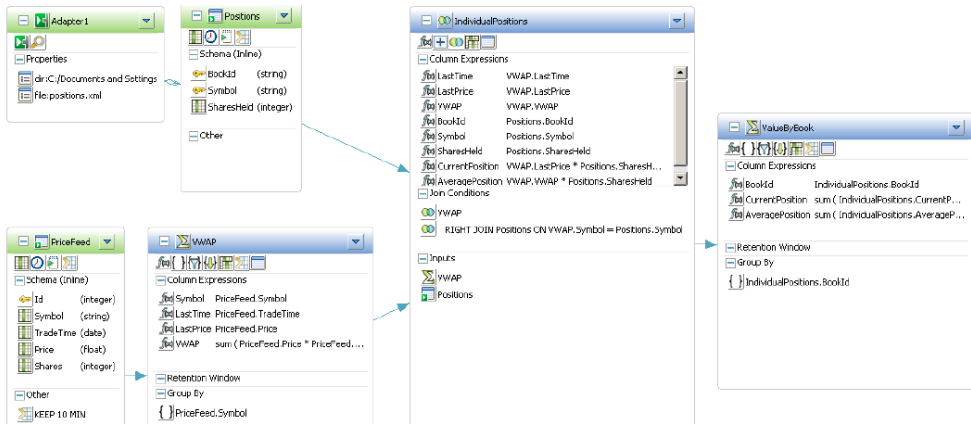 Adapter1
Properties
dir:C:/Documents and Settings
file:positions.xml
Positions
Schema (Inline)
BookId (string)
Symbol (string)
SharesHeld (integer)
Other
IndividualPositions
Column Expressions
LastTime VWAP.LastTime
LastPrice VWAP.LastPrice
VWAP VWAP.VWAP
BookId Positions.BookId
Symbol Positions.Symbol
SharesHeld Positions.SharesHeld
CurrentPosition VWAP.LastPrice * Positions.SharesH...
AveragePosition VWAP.VWAP * Positions.SharesHeld
Join Conditions
VWAP
RIGHT JOIN Positions ON VWAP.Symbol = Positions.Symbol
Inputs
VWAP
Positions
ValueByBook
Column Expressions
BookId IndividualPositions.BookId
CurrentPosition sum ( IndividualPositions.CurrentP...
AveragePosition sum ( IndividualPositions.AverageP...
Retention Window
Group By
{ } IndividualPositions.BookId
PriceFeed
Schema (Inline)
Id (integer)
Symbol (string)
TradeTime (date)
Price (float)
Shares (integer)
Other
KEEP 10 MIN
VWAP
Column Expressions
Symbol PriceFeed.Symbol
LastTime PriceFeed.TradeTime
LastPrice PriceFeed.Price
VWAP sum ( PriceFeed.Price * PriceFeed....
Retention Window
Group By
{ } PriceFeed.Symbol